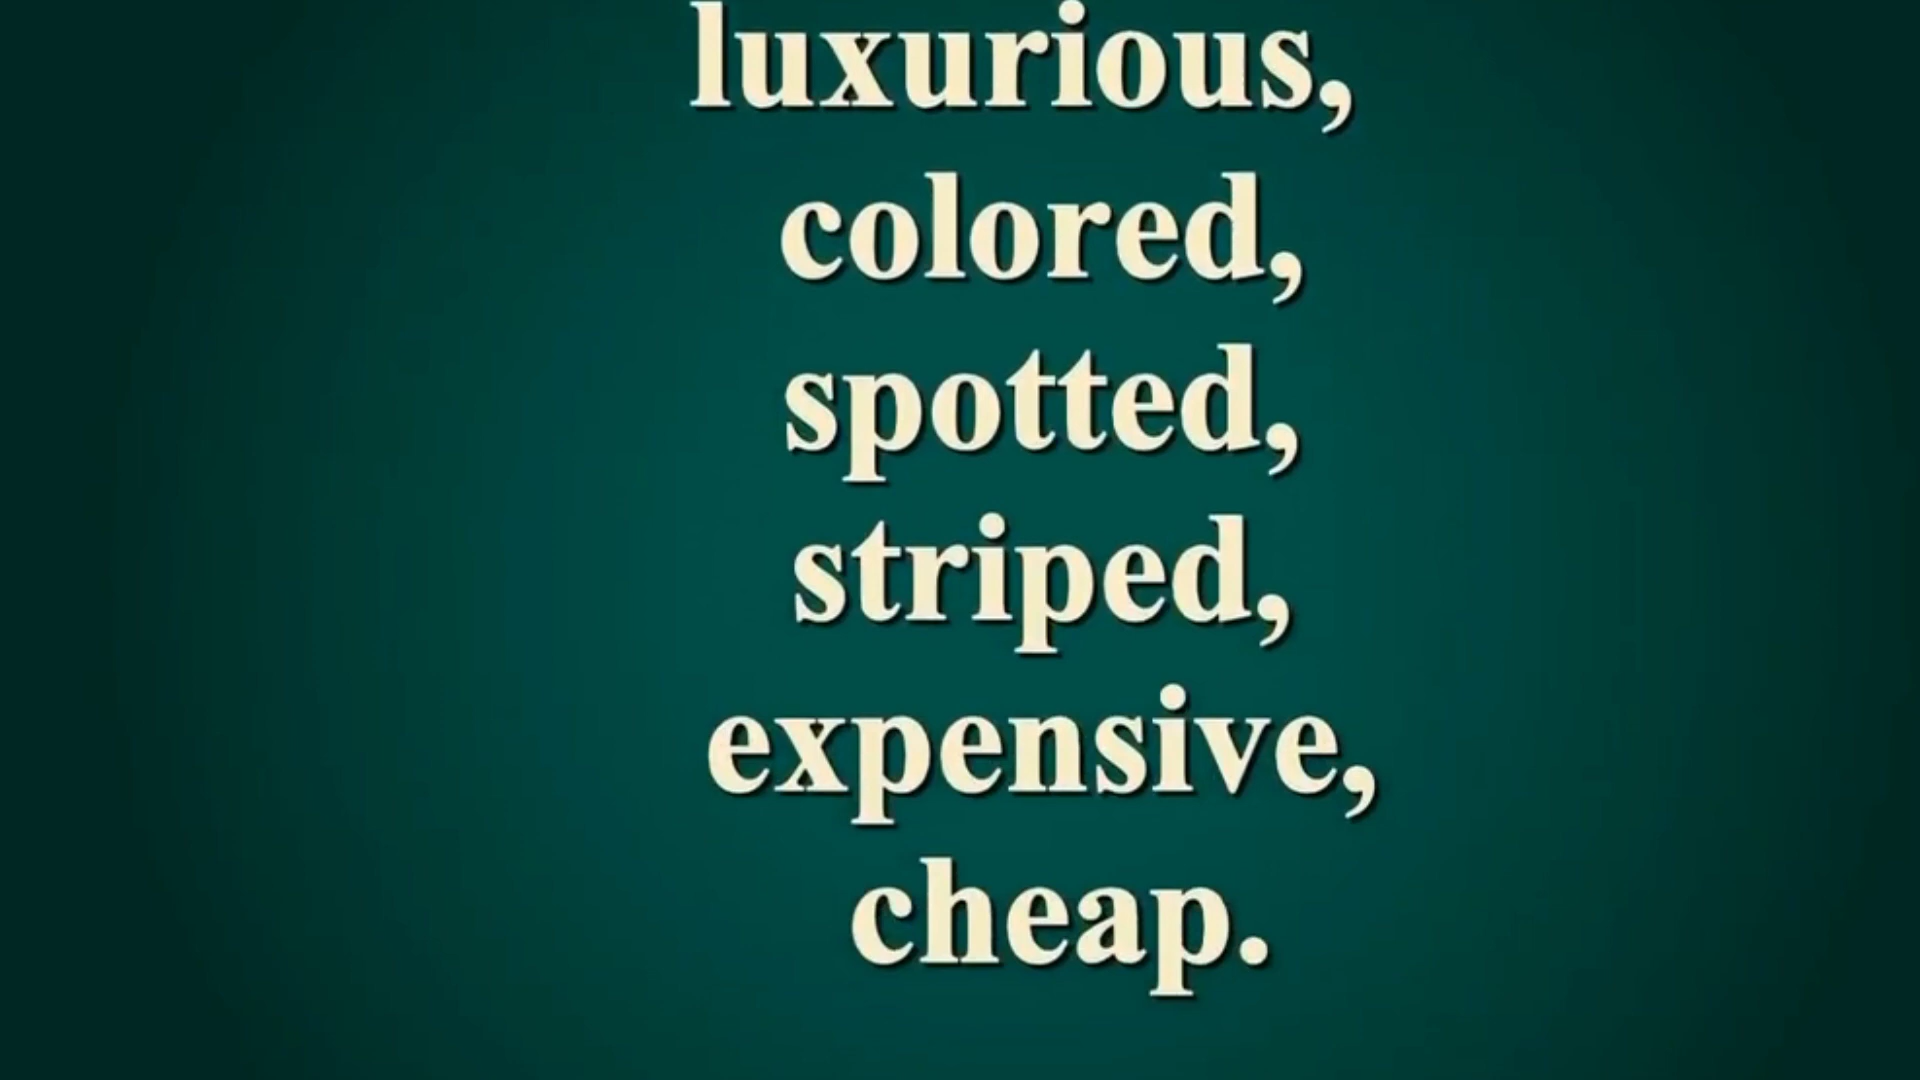 luxurious,
colored,
spotted,
striped,
expensive,
cheap.